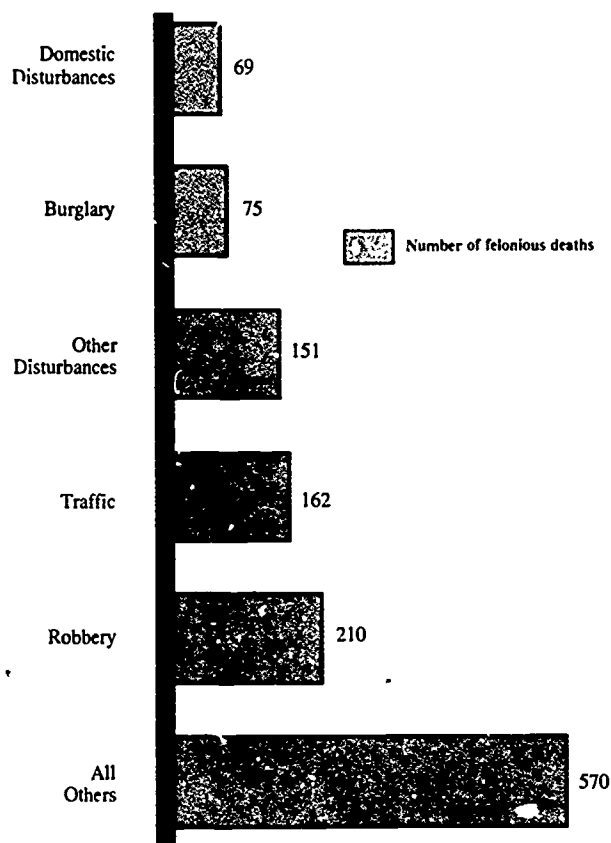 Domestic
Disturbances
69
Burglary
75
Number of felonious deaths
Other
Disturbances
151
Traffic
162
Robbery
210
All
Others
570